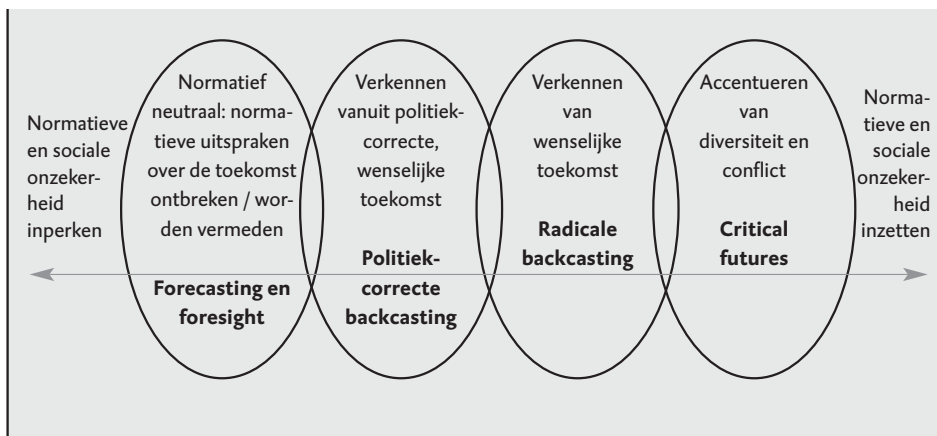 Normatieve
en sociale
onzeker-
heid
inperken
Normatief
neutraal: norma-
tieve uitspraken
over de toekomst
ontbreken / wor-
den vermeden
Forecasting en
foresight
Verkennen
vanuit politiek-
correcte,
wenselijke
toekomst
Politiek-
correcte
backcasting
Verkennen
van
wenselijke
toekomst
Radicale
backcasting
Accentueren
van
diversiteit en
conflict
Critical
futures
Norma-
tieve en
sociale
onzeker-
heid
inzetten